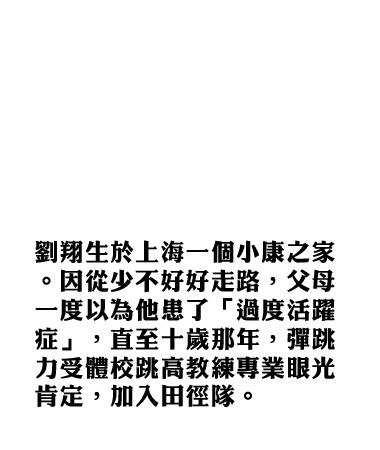 劉翔生於上海一個小康之家
。因從少不好好走路，父母
一度以為他患了「過度活躍
症」，直至十歲那年，彈跳
力受體校跳高教練專業眼光
肯定，加入田徑隊。